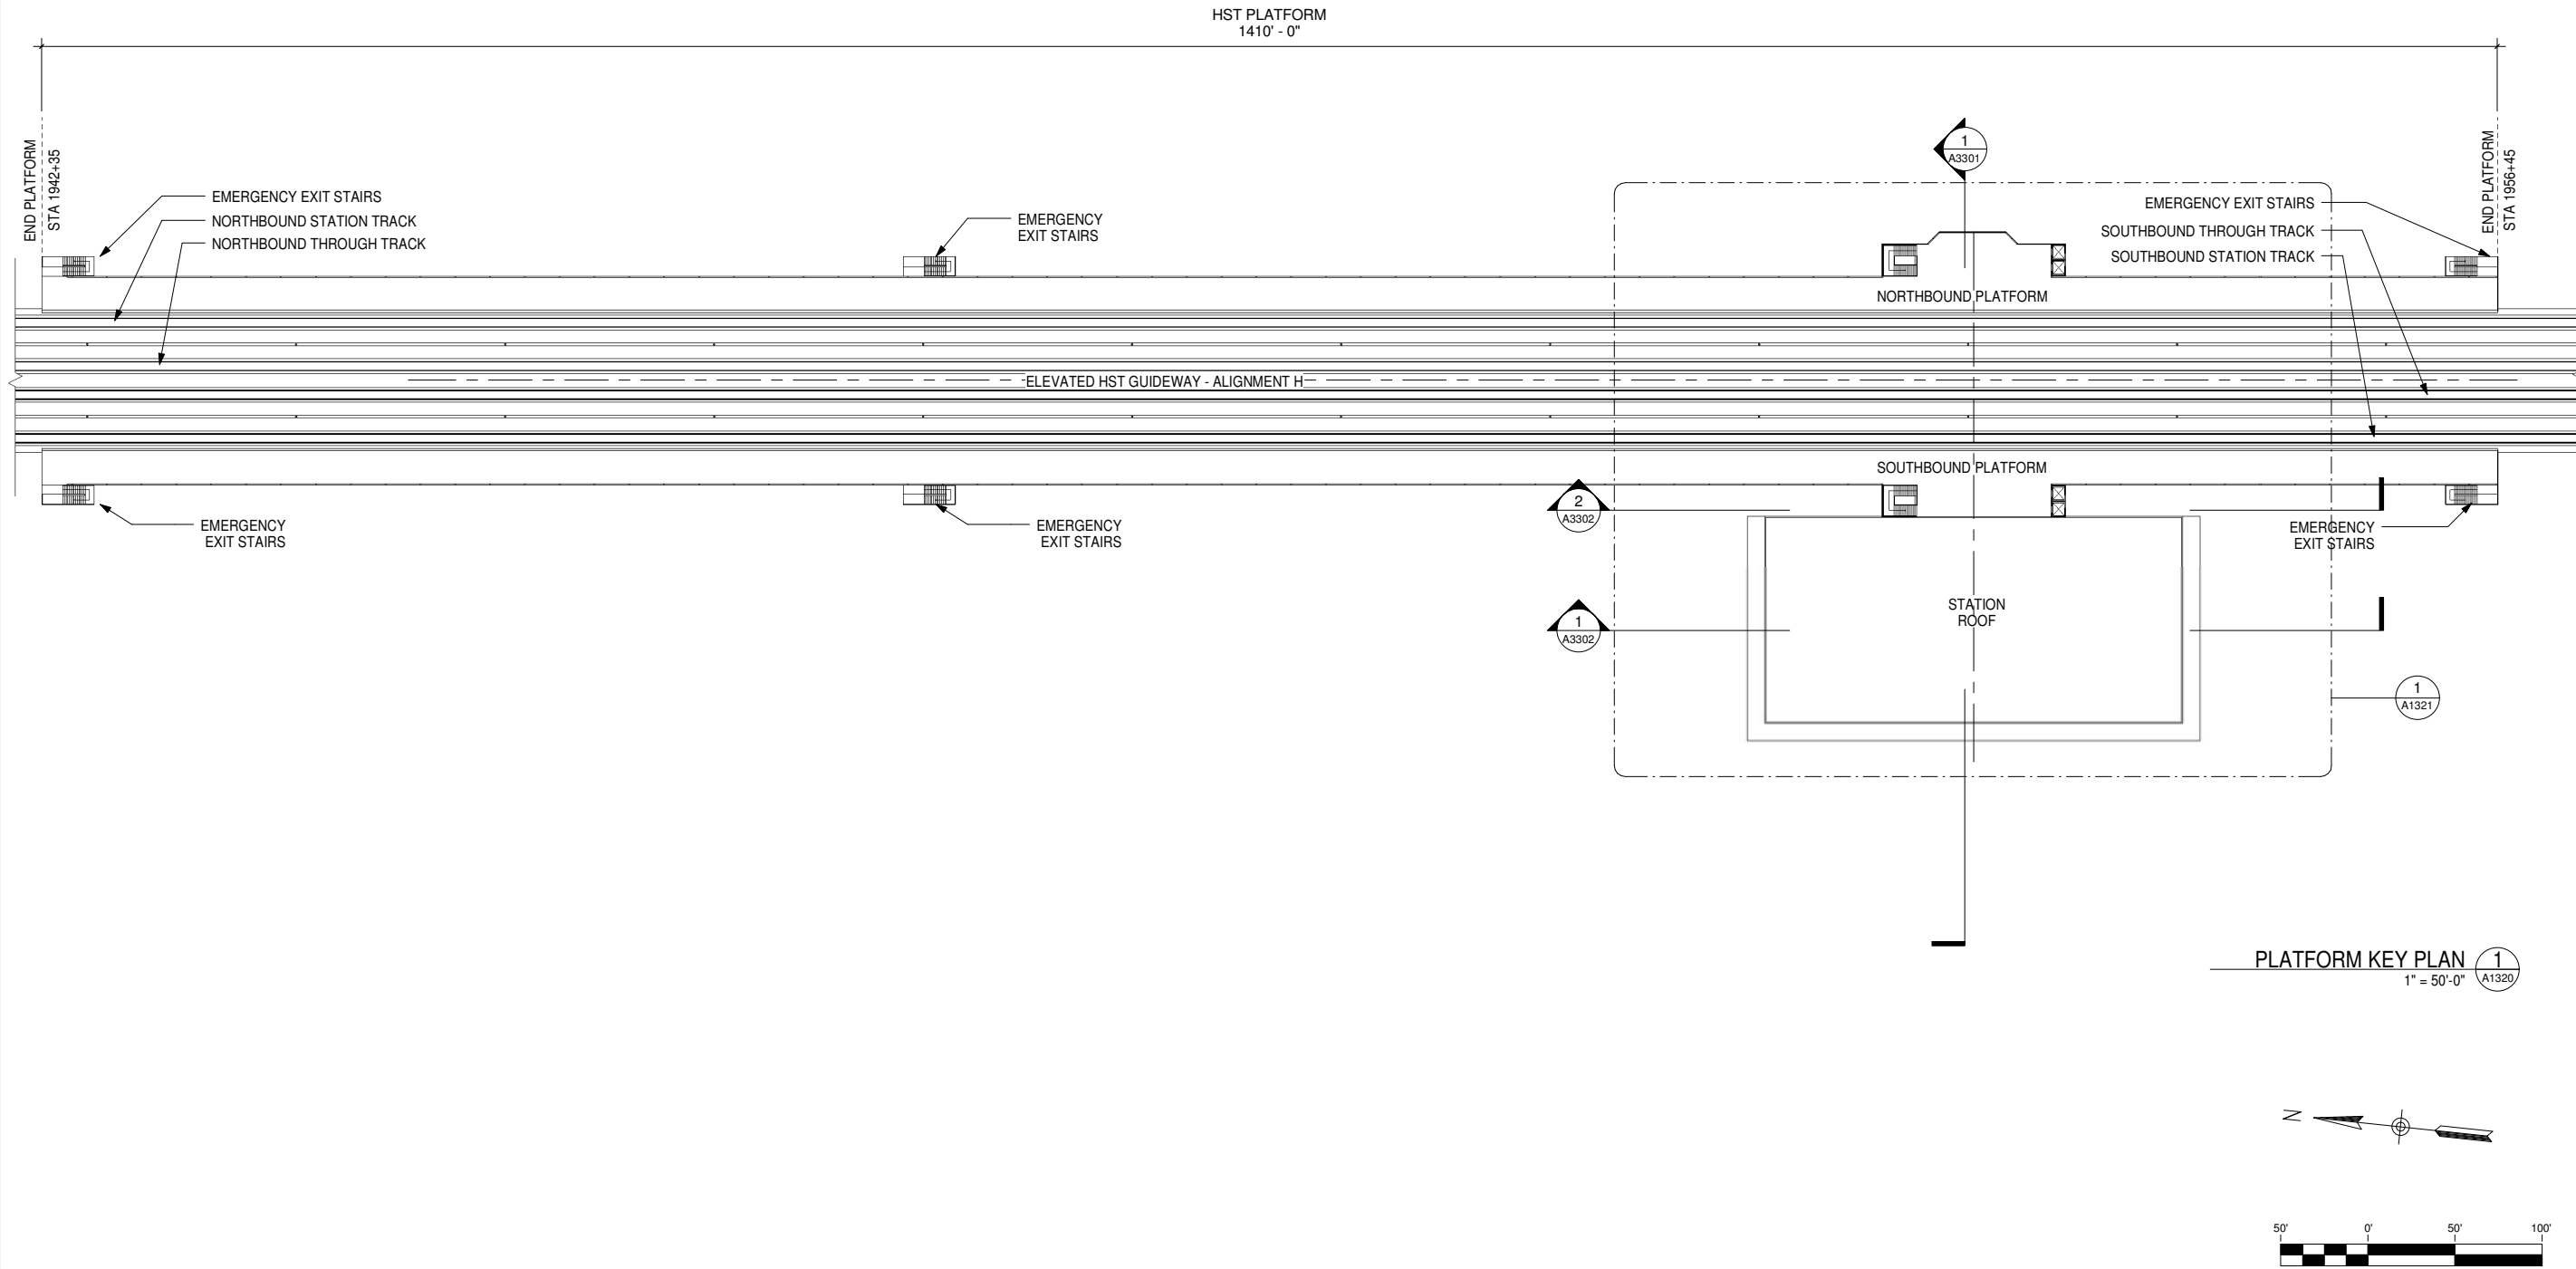 HST PLATFORM
1410' - 0"
END PLATFORM
STA 1942+35
EMERGENCY EXIT STAIRS
NORTHBOUND STATION TRACK
NORTHBOUND THROUGH TRACK
EMERGENCY
EXIT STAIRS
1
A3301
EMERGENCY EXIT STAIRS
SOUTHBOUND THROUGH TRACK
SOUTHBOUND STATION TRACK
END PLATFORM
STA 1956+45
NORTHBOUND PLATFORM
ELEVATED HST GUIDEWAY - ALIGNMENT H
SOUTHBOUND PLATFORM
EMERGENCY
EXIT STAIRS
EMERGENCY
EXIT STAIRS
2
A3302
EMERGENCY
EXIT STAIRS
1
A3302
STATION
ROOF
1
A1321
PLATFORM KEY PLAN
1" = 50'-0"
1
A1320
N
50' 0' 50' 100'